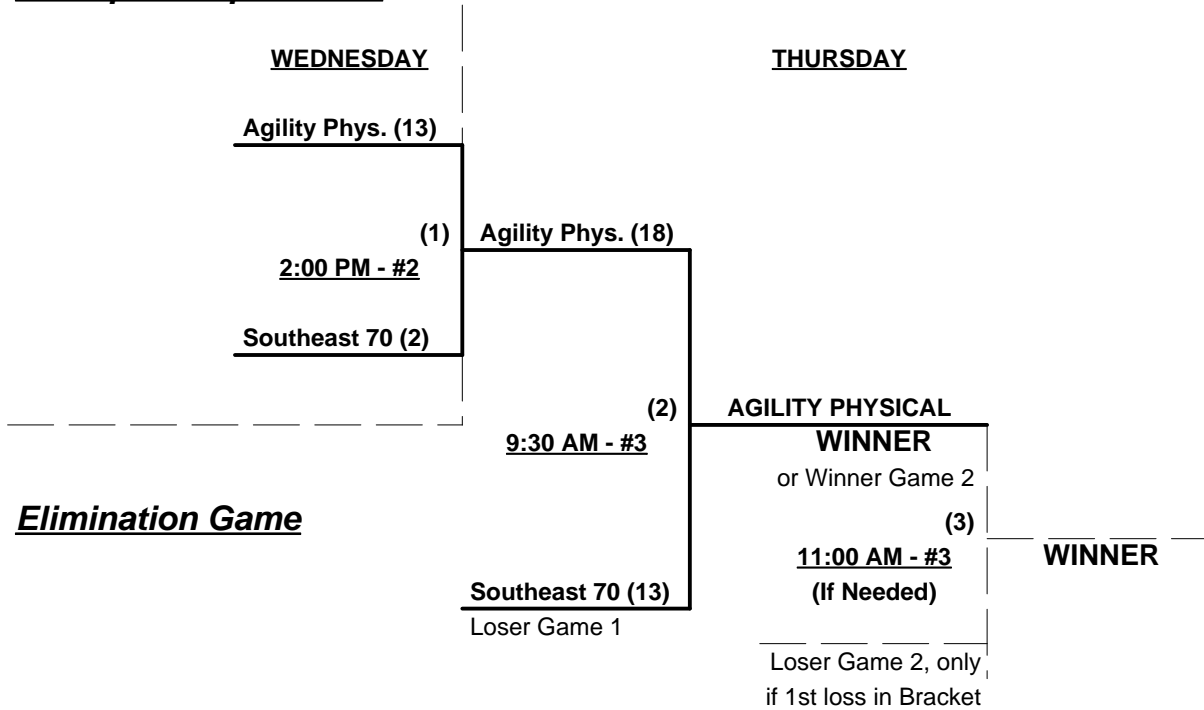 WEDNESDAY
THURSDAY
Agility Phys. (13)
(1)
Agility Phys. (18)
2:00 PM - #2
Southeast 70 (2)
(2)
AGILITY PHYSICAL
9:30 AM - #3
WINNER
or Winner Game 2
Elimination Game
(3)
11:00 AM - #3
WINNER
(If Needed)
Southeast 70 (13)
Loser Game 1
Loser Game 2, only
if 1st loss in Bracket